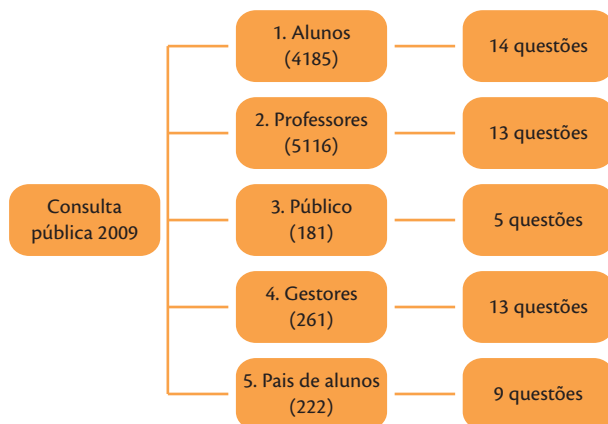 Consulta
pública 2009
1. Alunos
(4185)
14 questões
2. Professores
(5116)
13 questões
3. Público
(181)
5 questões
4. Gestores
(261)
13 questões
5. Pais de alunos
(222)
9 questões